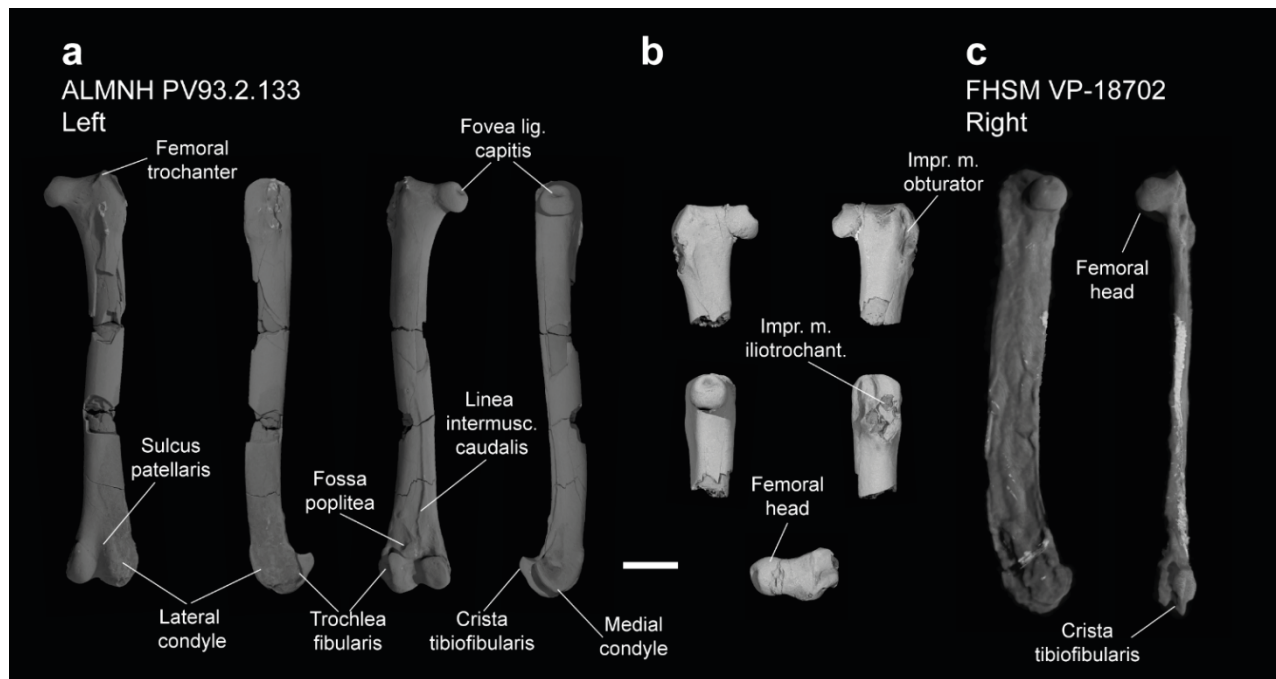 a
ALMNH PV93.2.133
Left
Femoral
trochanter
Fovea lig.
capitis
Sulcus
patellaris
Lateral
condyle
Fossa
poplitea
Linea
intermusc.
caudalis
Trochlea
fibularis
Crista
tibiofibularis
Medial
condyle
b
Impr. m.
obturator
Impr. m.
iliotrochant.
Femoral
head
c
FHSM VP-18702
Right
Femoral
head
Crista
tibiofibularis